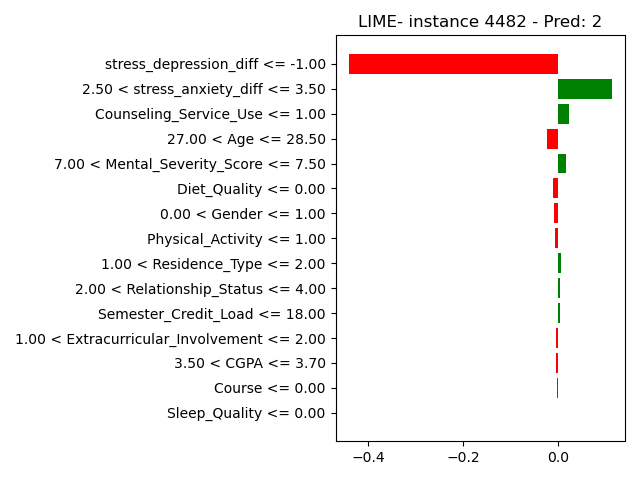 LIME- instance 4482 - Pred: 2
stress_depression_diff <= -1.00
2.50 < stress_anxiety_diff <= 3.50
Counseling_Service_Use <= 1.00
27.00 < Age <= 28.50
7.00 < Mental_Severity_Score <= 7.50
Diet_Quality <= 0.00
0.00 < Gender <= 1.00
Physical_Activity <= 1.00
1.00 < Residence_Type <= 2.00
2.00 < Relationship_Status <= 4.00
Semester_Credit_Load <= 18.00
1.00 < Extracurricular_Involvement <= 2.00
3.50 < CGPA <= 3.70
Course <= 0.00
Sleep_Quality <= 0.00
−0.4 −0.2 0.0